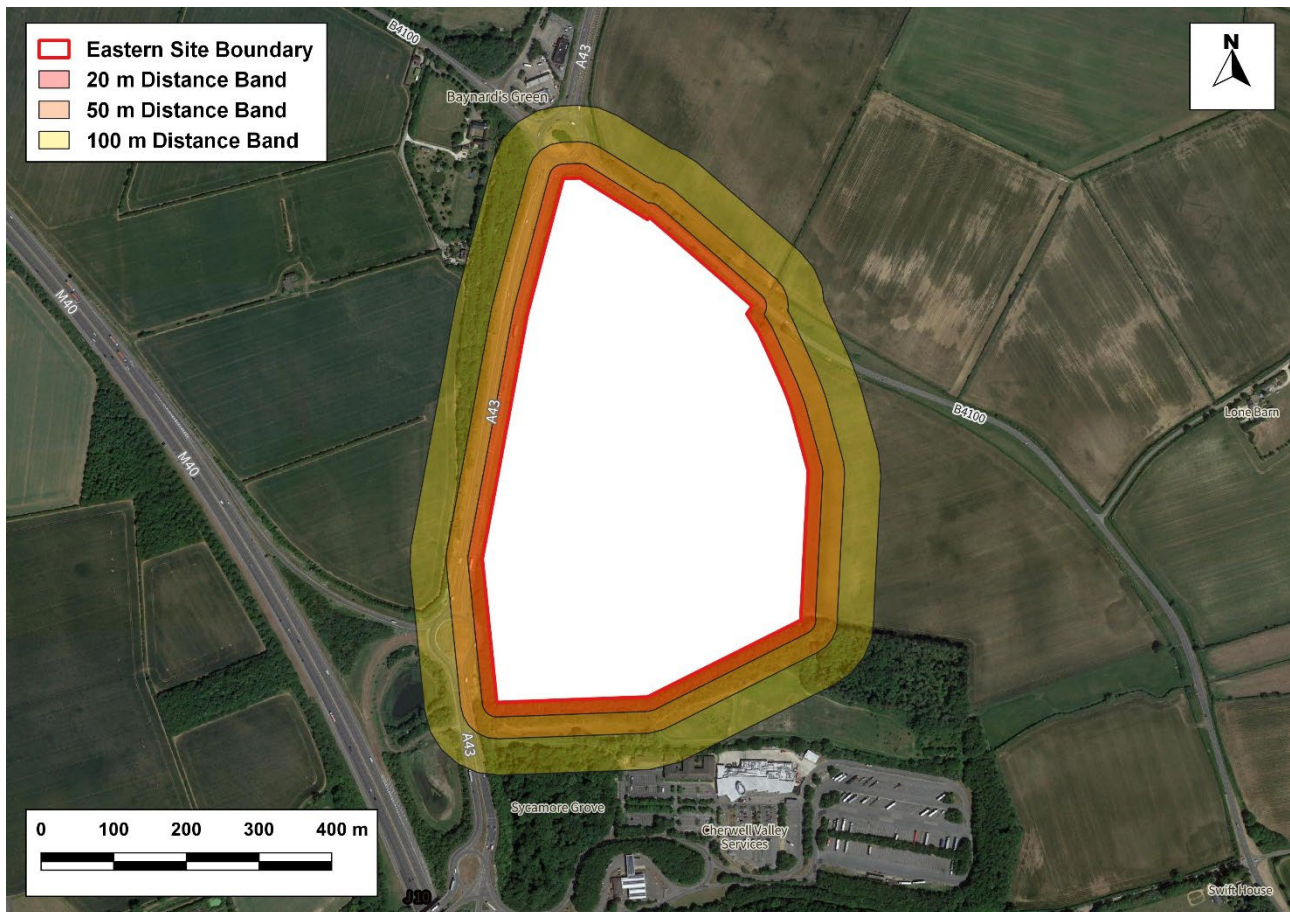 Eastern Site Boundary
20 m Distance Band
50 m Distance Band
100 m Distance Band
N
B4100
A43
Baynard's Green
M40
A43
M40
B4100
Lone Barn
A43
Sycamore Grove
Cherwell Valley
Services
0 100 200 300 400 m
J10
Swift House